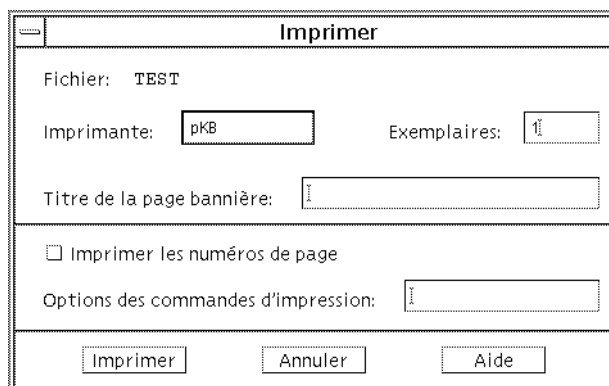 Imprimer
Fichier: TEST
Imprimante: pKB Exemplaires: 1
Titre de la page bannière:
Imprimer les numéros de page
Options des commandes d'impression:
Imprimer Annuler Aide